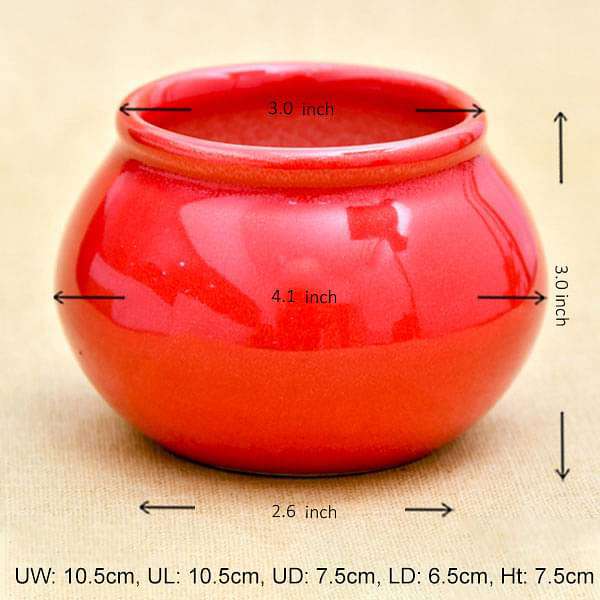 3.0 inch
4.1 inch
3.0 inch
2.6 inch
UW: 10.5cm, UL: 10.5cm, UD: 7.5cm, LD: 6.5cm, Ht: 7.5cm